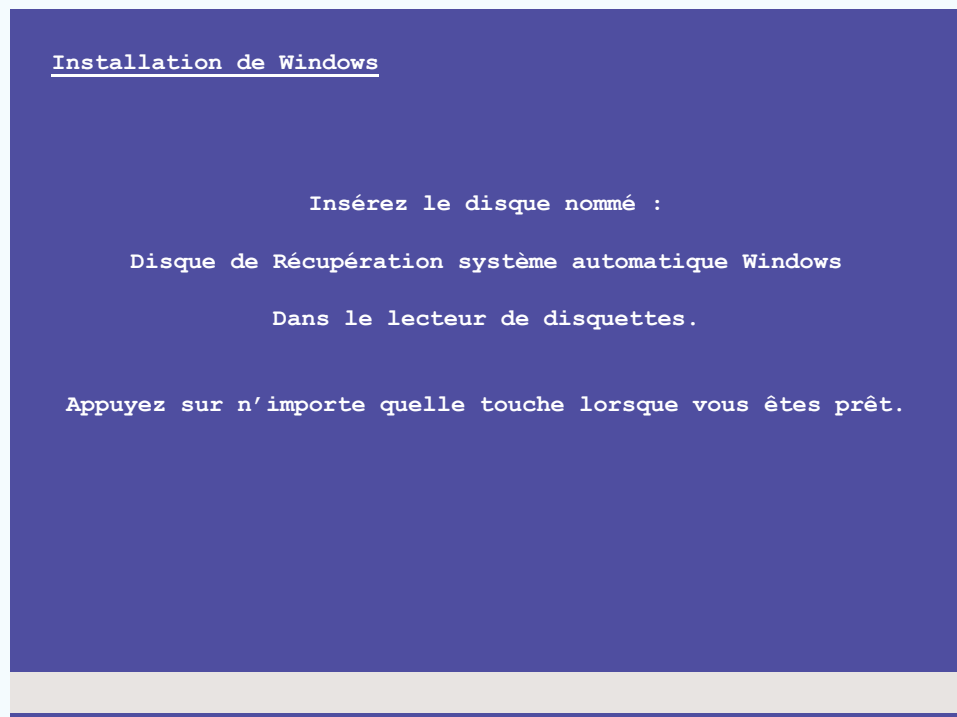 Installation de Windows
Insérez le disque nommé :
Disque de Récupération système automatique Windows
Dans le lecteur de disquettes.
Appuyez sur n’importe quelle touche lorsque vous êtes prêt.